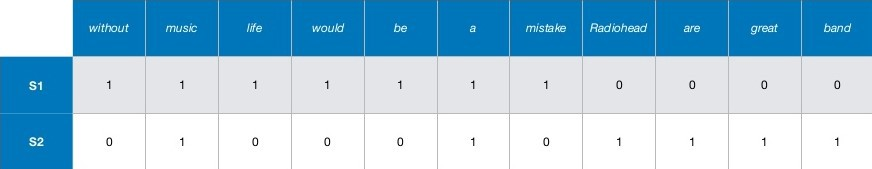 without music life would be a mistake Radiohead are great band
S1 1 1 1 1 1 1 1 0 0 0 0
S2 0 1 0 0 0 1 0 1 1 1 1